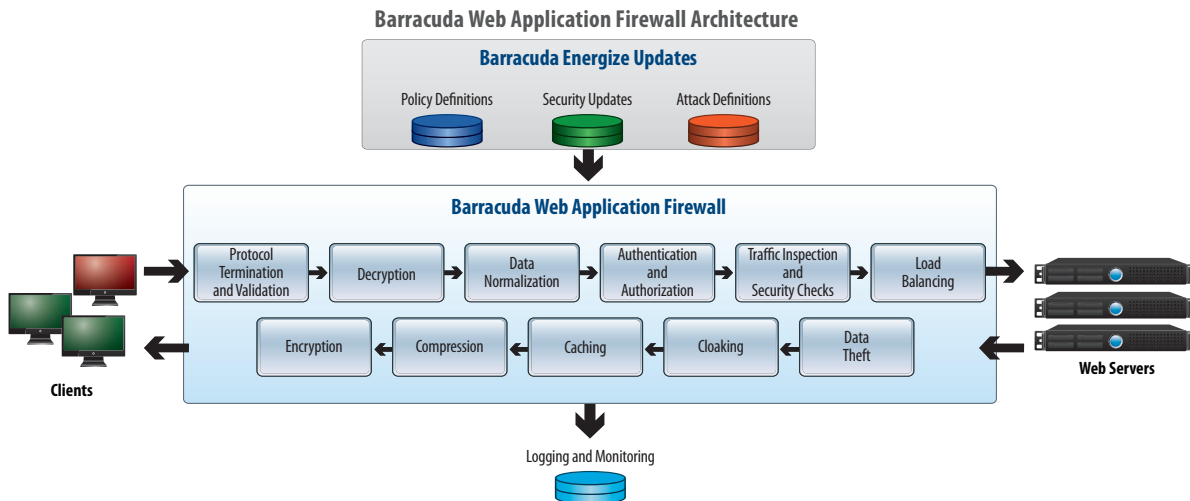 Barracuda Web Application Firewall Architecture
Barracuda Energize Updates
Policy Definitions
Security Updates
Attack Definitions
Barracuda Web Application Firewall
Protocol
Termination
and Validation
Decryption
Data
Normalization
Authentication
and
Authorization
Traffic Inspection
and
Security Checks
Load
Balancing
Encryption
Compression
Caching
Cloaking
Data
Theft
Clients
Web Servers
Logging and Monitoring